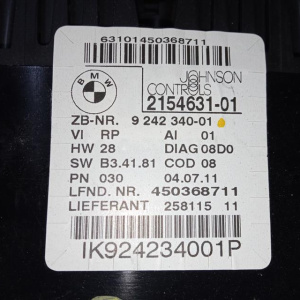 63101450368711
BMW
JOHNSON
CONTROLS
2154631-01
ZB-NR. 9 242 340-01
VI RP AI 01
HW 28 DIAG 08D0
SW B3.41.81 COD 08
PN 030 04.07.11
LFND. NR. 450368711
LIEFERANT 258115 11
IK924234001P